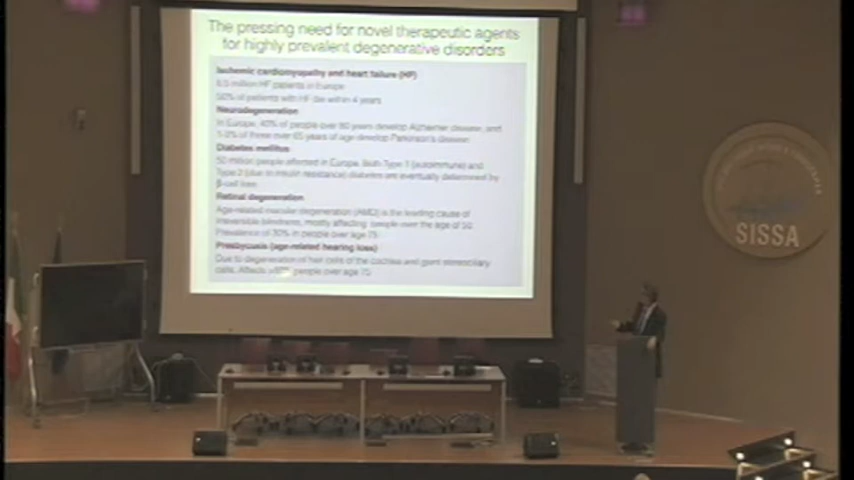 The pressing need for novel therapeutic agents
for highly prevalent degenerative disorders
Ischemic cardiomyopathy and heart failure (HF)
6.5 million HF patients in Europe
50% of patients with HF die within 4 years
Neurodegeneration
In Europe, 40% of people over 80 years develop Alzheimer disease, and
of those over 65 years of age develop Parkinson's disease
Diabetes mellitus
50 million people affected in Europe. Both Type 1 (autoimmune) and
Type 2 (due to insulin resistance) diabetes are eventually determined by
β-cell loss
Retinal degeneration
Age-related macular degeneration (AMD) is the leading cause of
irreversible blindness, mostly affecting people over the age of 50
Prevalence of 30% in people over age 75
Presbycusis (age-related hearing loss)
Due to degeneration of hair cells of the cochlea and giant stereociliary
cells. Affects people over age 70
SISSA